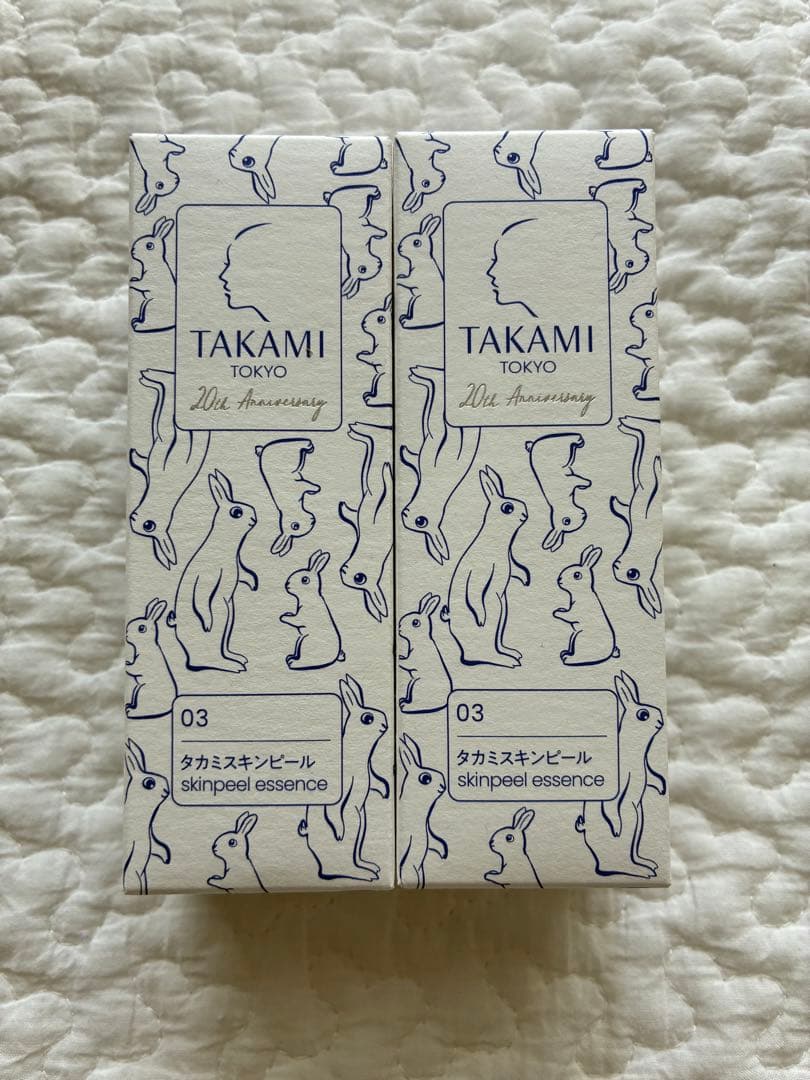 TAKAMI
TOKYO
20th Anniversary
03
タカミスキンピール
skinpeel essence
TAKAMI
TOKYO
20th Anniversary
03
タカミスキンピール
skinpeel essence